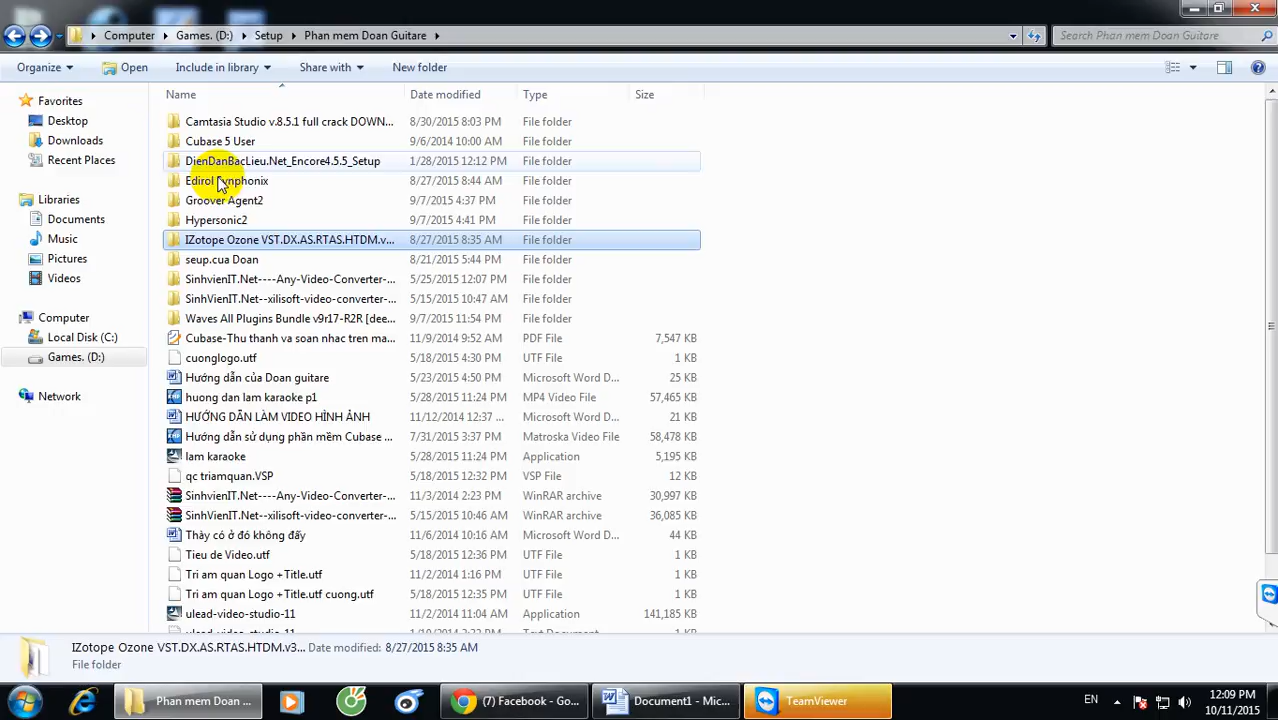 Computer ▸ Games. (D:) ▸ Setup ▸ Phan mem Doan Guitare ▸
Search Phan mem Doan Guitare
Organize Open Include in library Share with New folder
Name Date modified Type Size
Favorites
Desktop
Downloads
Recent Places
Libraries
Documents
Music
Pictures
Videos
Computer
Local Disk (C:)
Games. (D:)
Network
Camtasia Studio v.8.5.1 full crack DOWN... 8/30/2015 8:03 PM File folder
Cubase 5 User 9/6/2014 10:00 AM File folder
DienDanBacLieu.Net_Encore4.5.5_Setup 1/28/2015 12:12 PM File folder
Edirol 8/27/2015 8:44 AM File folder
Groover Agent2 9/7/2015 4:37 PM File folder
Hypersonic2 9/7/2015 4:41 PM File folder
IZotope Ozone VST.DX.AS.RTAS.HTDM.v... 8/27/2015 8:35 AM File folder
seup.cua Doan 8/21/2015 5:44 PM File folder
SinhvienIT.Net----Any-Video-Converter-... 5/25/2015 12:07 PM File folder
SinhVienIT.Net--xilisoft-video-converter-... 5/15/2015 10:47 AM File folder
Waves All Plugins Bundle v9r17-R2R [dee... 9/7/2015 11:54 PM File folder
Cubase-Thu thanh va soan nhac tren ma... 11/9/2014 9:52 AM PDF File 7,547 KB
cuonglogo.utf 5/18/2015 4:30 PM UTF File 1 KB
Hướng dẫn của Doan guitare 5/23/2015 4:50 PM Microsoft Word D... 25 KB
huong dan lam karaoke p1 5/28/2015 11:24 PM MP4 Video File 57,465 KB
HƯỚNG DẪN LÀM VIDEO HÌNH ẢNH 11/12/2014 12:37 ... Microsoft Word D... 21 KB
Hướng dẫn sử dụng phần mềm Cubase ... 7/31/2015 3:37 PM Matroska Video File 58,478 KB
lam karaoke 5/28/2015 11:24 PM Application 5,195 KB
qc triamquan.VSP 5/18/2015 12:32 PM VSP File 12 KB
SinhvienIT.Net----Any-Video-Converter-... 11/3/2014 2:23 PM WinRAR archive 30,997 KB
SinhVienIT.Net--xilisoft-video-converter-... 5/15/2015 10:46 AM WinRAR archive 36,085 KB
Thày có ở đó không đấy 11/6/2014 10:16 AM Microsoft Word D... 44 KB
Tieu de Video.utf 5/18/2015 12:36 PM UTF File 1 KB
Tri am quan Logo +Title.utf 11/2/2014 1:16 PM UTF File 1 KB
Tri am quan Logo +Title.utf cuong.utf 5/18/2015 12:35 PM UTF File 1 KB
ulead-video-studio-11 11/2/2014 11:04 AM Application 141,185 KB
IZotope Ozone VST.DX.AS.RTAS.HTDM.v3... Date modified: 8/27/2015 8:35 AM
File folder
Phan mem Doan ...
(7) Facebook - Go...
Document1 - Mic...
TeamViewer
EN
12:09 PM
10/11/2015